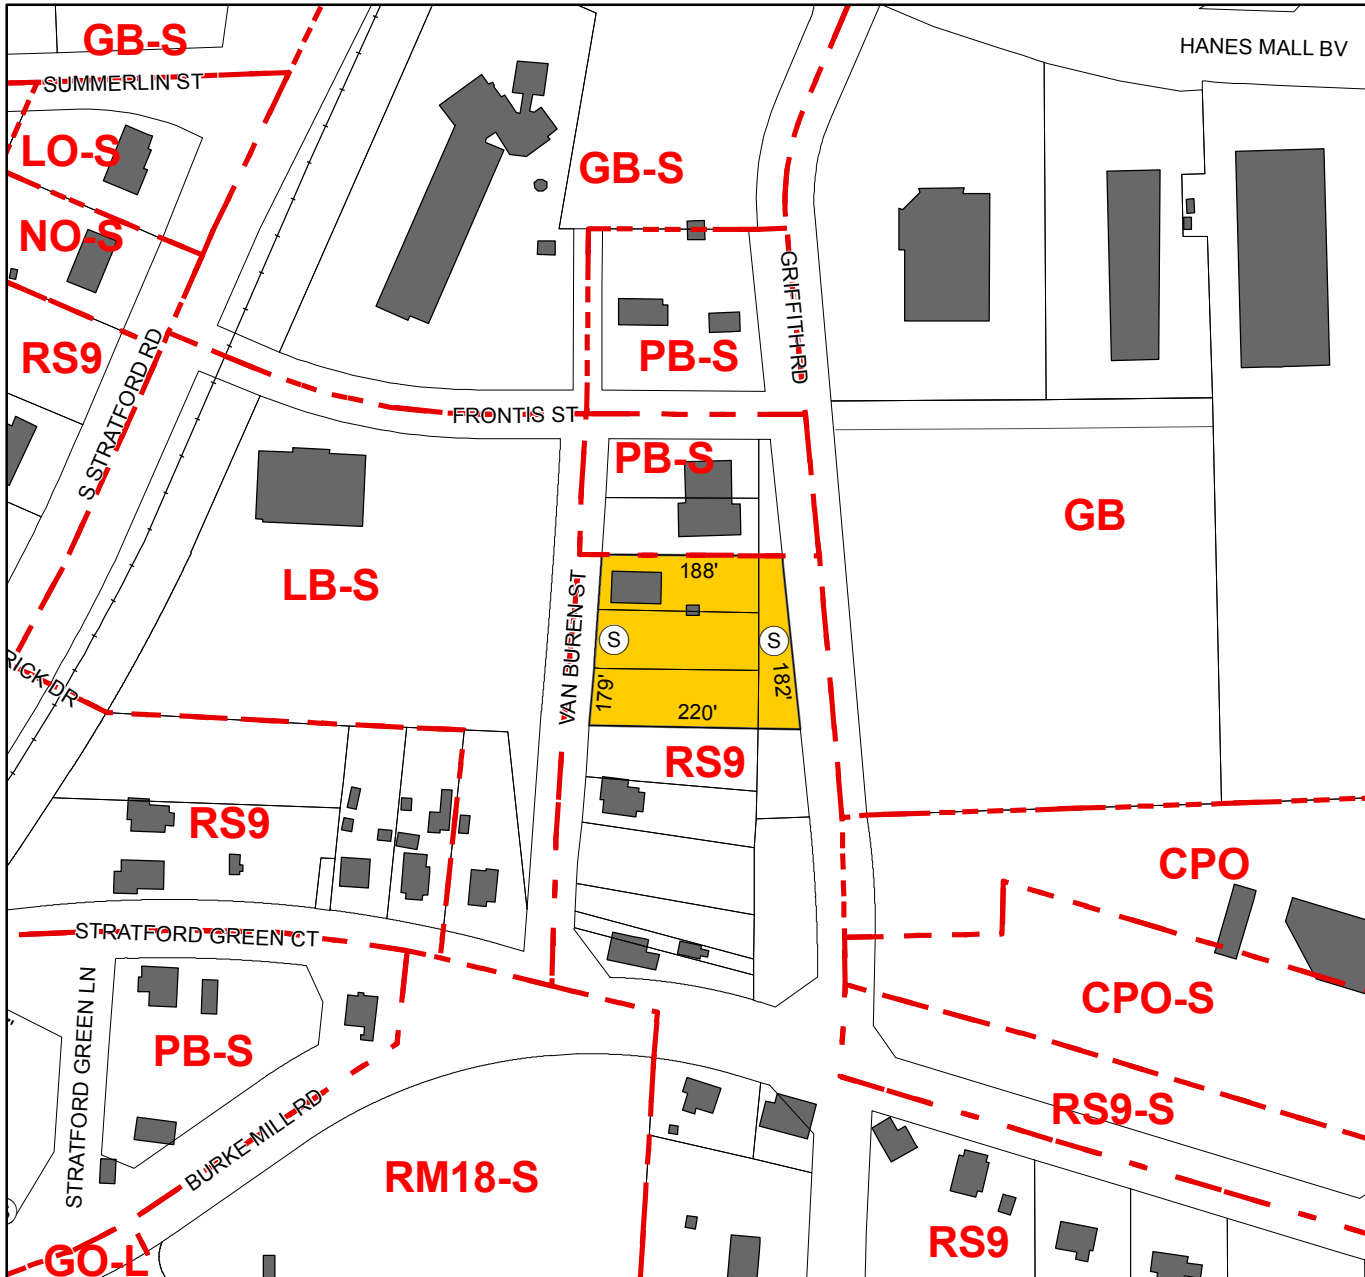 GB-S
HANES MALL BV
SUMMERLIN ST
LO-S
GB-S
NO-S
GRIFFITH RD
RS9
S STRATFORD RD
PB-S
FRONTIS ST
PB-S
GB
188'
LB-S
VAN BUREN ST
S
S
RICK DR
179'
182'
220'
RS9
RS9
CPO
STRATFORD GREEN CT
CPO-S
STRATFORD GREEN LN
PB-S
BURKE MILL RD
RS9-S
RM18-S
RS9
GO-L